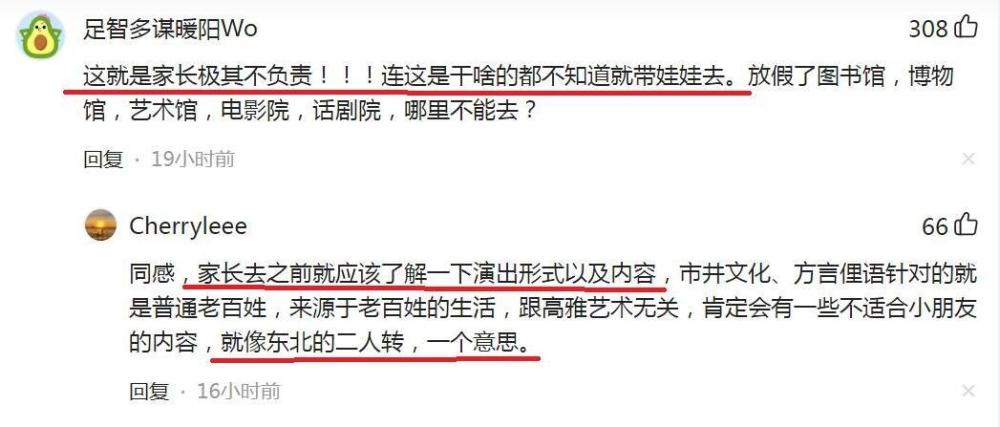 足智多谋暖阳Wo
308
这就是家长极其不负责！！！连这是干啥的都不知道就带娃娃去。放假了图书馆，博物
馆，艺术馆，电影院，话剧院，哪里不能去？
回复 · 19小时前
×
Cherryleee
66
同感，家长去之前就应该了解一下演出形式以及内容，市井文化、方言俚语针对的就
是普通老百姓，来源于老百姓的生活，跟高雅艺术无关，肯定会有一些不适合小朋友
的内容，就像东北的二人转，一个意思。
回复 · 16小时前
×